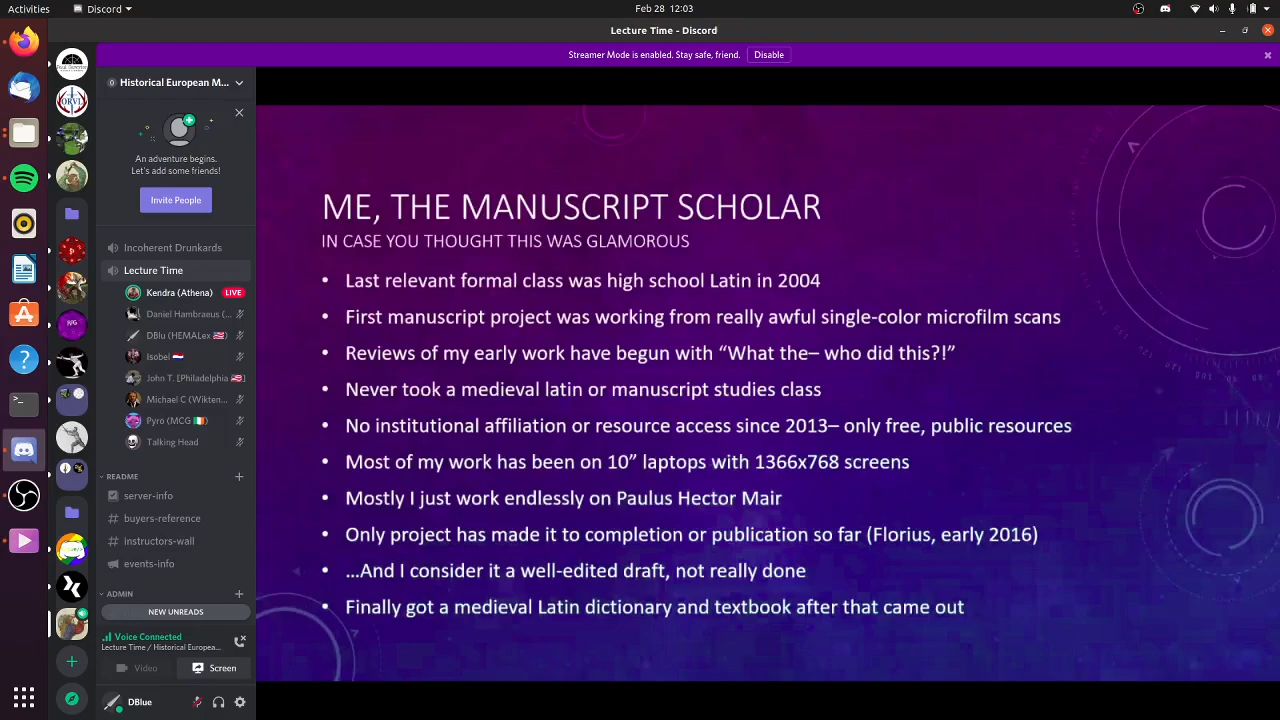 Activities
Discord
Feb 28 12:03
Lecture Time - Discord
Streamer Mode is enabled. Stay safe, friend.
Disable
Historical European M...
An adventure begins.
Let's add some friends!
Invite People
Incoherent Drunkards
Lecture Time
Kendra (Athena) LIVE
Daniel Hambraeus (...
DBlu (HEMALex 🇺🇸)
Isobel 🇳🇱
John T. [Philadelphia 🇺🇸]
Michael C (Wikten...
Pyro (MCG 🇮🇪)
Talking Head
README
server-info
buyers-reference
instructors-wall
events-info
ADMIN
NEW UNREADS
Voice Connected
Lecture Time / Historical Europea...
Video
Screen
DBlue
ORVL
ME, THE MANUSCRIPT SCHOLAR
IN CASE YOU THOUGHT THIS WAS GLAMOROUS
• Last relevant formal class was high school Latin in 2004
• First manuscript project was working from really awful single-color microfilm scans
• Reviews of my early work have begun with “What the– who did this?!”
• Never took a medieval latin or manuscript studies class
• No institutional affiliation or resource access since 2013– only free, public resources
• Most of my work has been on 10” laptops with 1366x768 screens
• Mostly I just work endlessly on Paulus Hector Mair
• Only project has made it to completion or publication so far (Florius, early 2016)
• …And I consider it a well-edited draft, not really done
• Finally got a medieval Latin dictionary and textbook after that came out